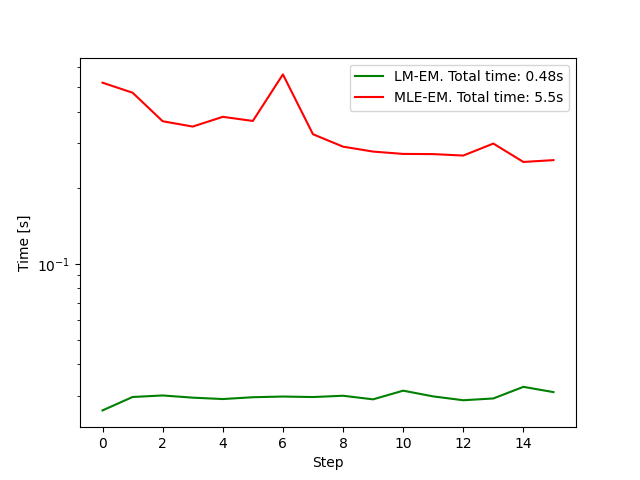 LM-EM. Total time: 0.48s
MLE-EM. Total time: 5.5s
Time [s]
10⁻¹
0 2 4 6 8 10 12 14
Step